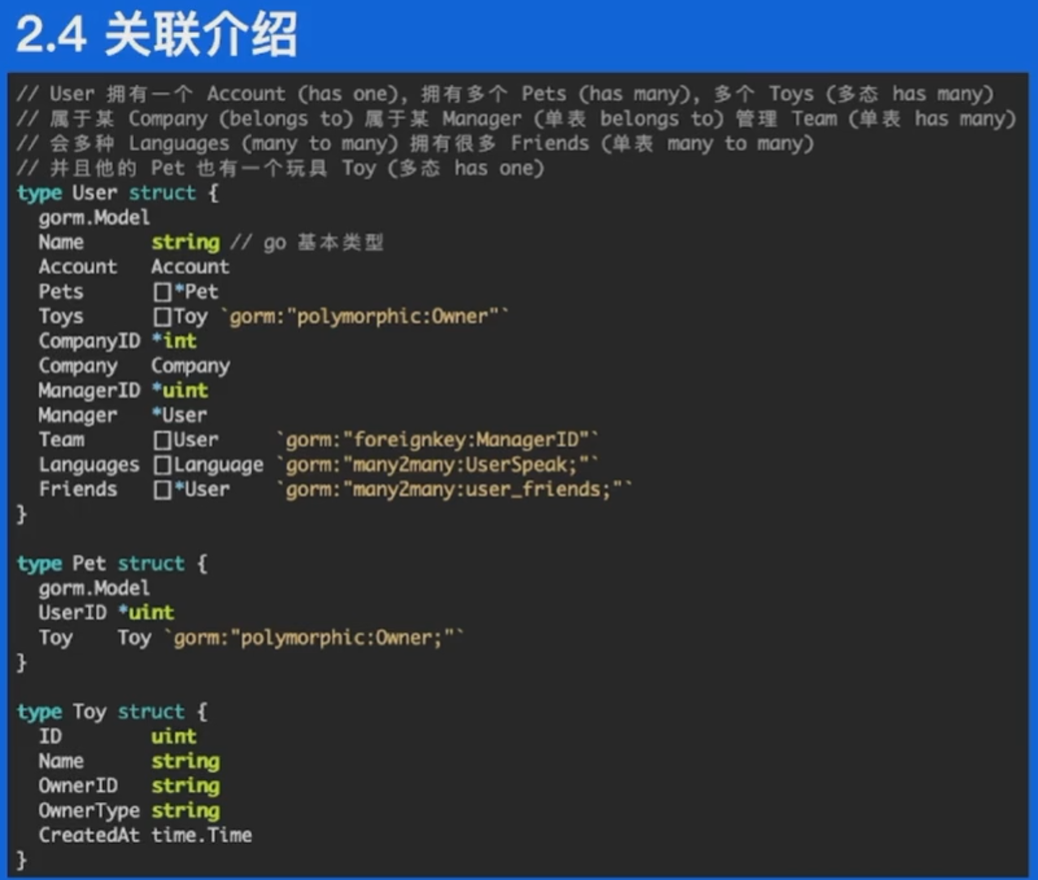 2.4 关联介绍
// User 拥有一个 Account (has one), 拥有多个 Pets (has many), 多个 Toys (多态 has many)
// 属于某 Company (belongs to) 属于某 Manager (单表 belongs to) 管理 Team (单表 has many)
// 会多种 Languages (many to many) 拥有很多 Friends (单表 many to many)
// 并且他的 Pet 也有一个玩具 Toy (多态 has one)
type User struct {
  gorm.Model
  Name      string // go 基本类型
  Account   Account
  Pets      []*Pet
  Toys      []Toy `gorm:"polymorphic:Owner"`
  CompanyID *int
  Company   Company
  ManagerID *uint
  Manager   *User
  Team      []User     `gorm:"foreignkey:ManagerID"`
  Languages []Language `gorm:"many2many:UserSpeak;"`
  Friends   []*User    `gorm:"many2many:user_friends;"`
}
type Pet struct {
  gorm.Model
  UserID *uint
  Toy    Toy `gorm:"polymorphic:Owner;"`
}
type Toy struct {
  ID        uint
  Name      string
  OwnerID   string
  OwnerType string
  CreatedAt time.Time
}